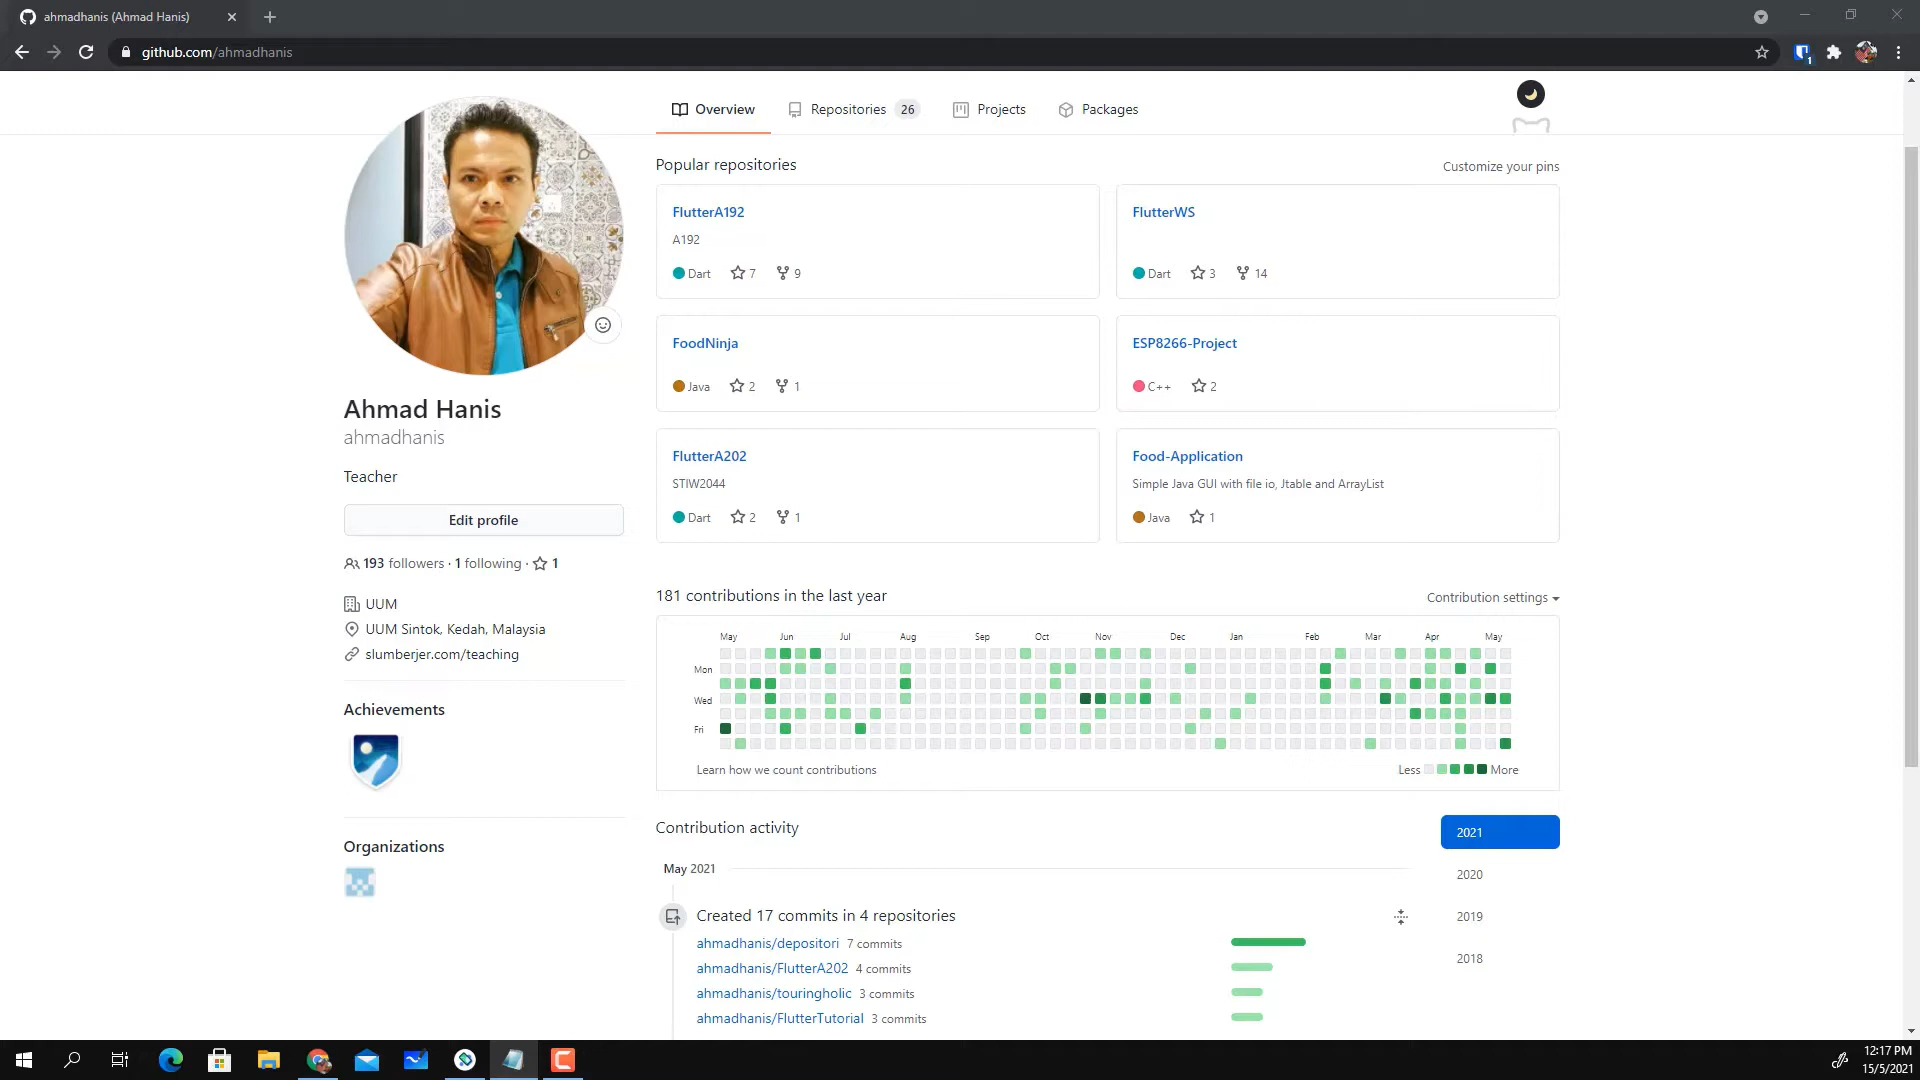 ahmadhanis (Ahmad Hanis)
github.com/ahmadhanis
1
Overview
Repositories 26
Projects
Packages
Ahmad Hanis
ahmadhanis
Teacher
Edit profile
193 followers · 1 following · 1
UUM
UUM Sintok, Kedah, Malaysia
slumberjer.com/teaching
Achievements
Organizations
Popular repositories
Customize your pins
FlutterA192
A192
Dart 7 9
FlutterWS
Dart 3 14
FoodNinja
Java 2 1
ESP8266-Project
C++ 2
FlutterA202
STIW2044
Dart 2 1
Food-Application
Simple Java GUI with file io, Jtable and ArrayList
Java 1
181 contributions in the last year
Contribution settings
May Jun Jul Aug Sep Oct Nov Dec Jan Feb Mar Apr May
Mon
Wed
Fri
Learn how we count contributions
Less More
Contribution activity
2021
2020
2019
2018
May 2021
Created 17 commits in 4 repositories
ahmadhanis/depositori 7 commits
ahmadhanis/FlutterA202 4 commits
ahmadhanis/touringholic 3 commits
ahmadhanis/FlutterTutorial 3 commits
12:17 PM
15/5/2021